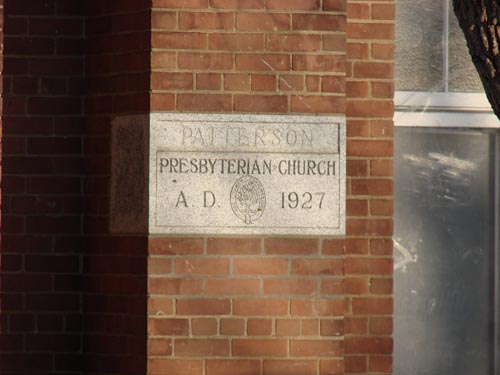 PATTERSON
PRESBYTERIAN CHURCH
A. D. 1927